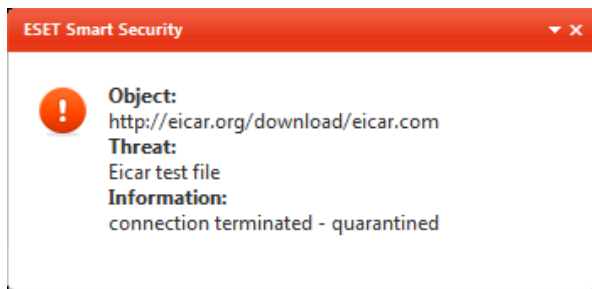 ESET Smart Security
Object:
http://eicar.org/download/eicar.com
Threat:
Eicar test file
Information:
connection terminated - quarantined